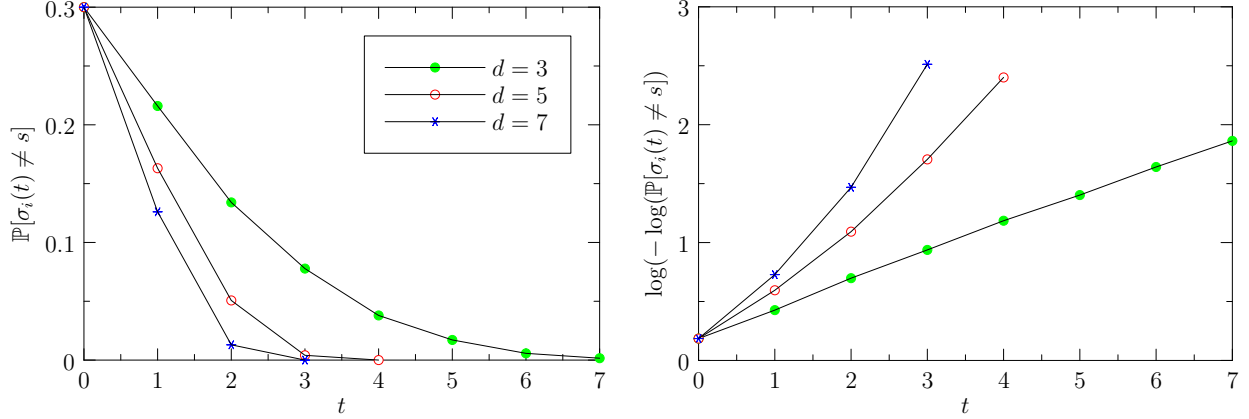 0.3
0.2
0.1
0
ℙ[σᵢ(t) ≠ s]
d = 3
d = 5
d = 7
0 1 2 3 4 5 6 7
t
3
2
1
0
log(− log(ℙ[σᵢ(t) ≠ s])
0 1 2 3 4 5 6 7
t